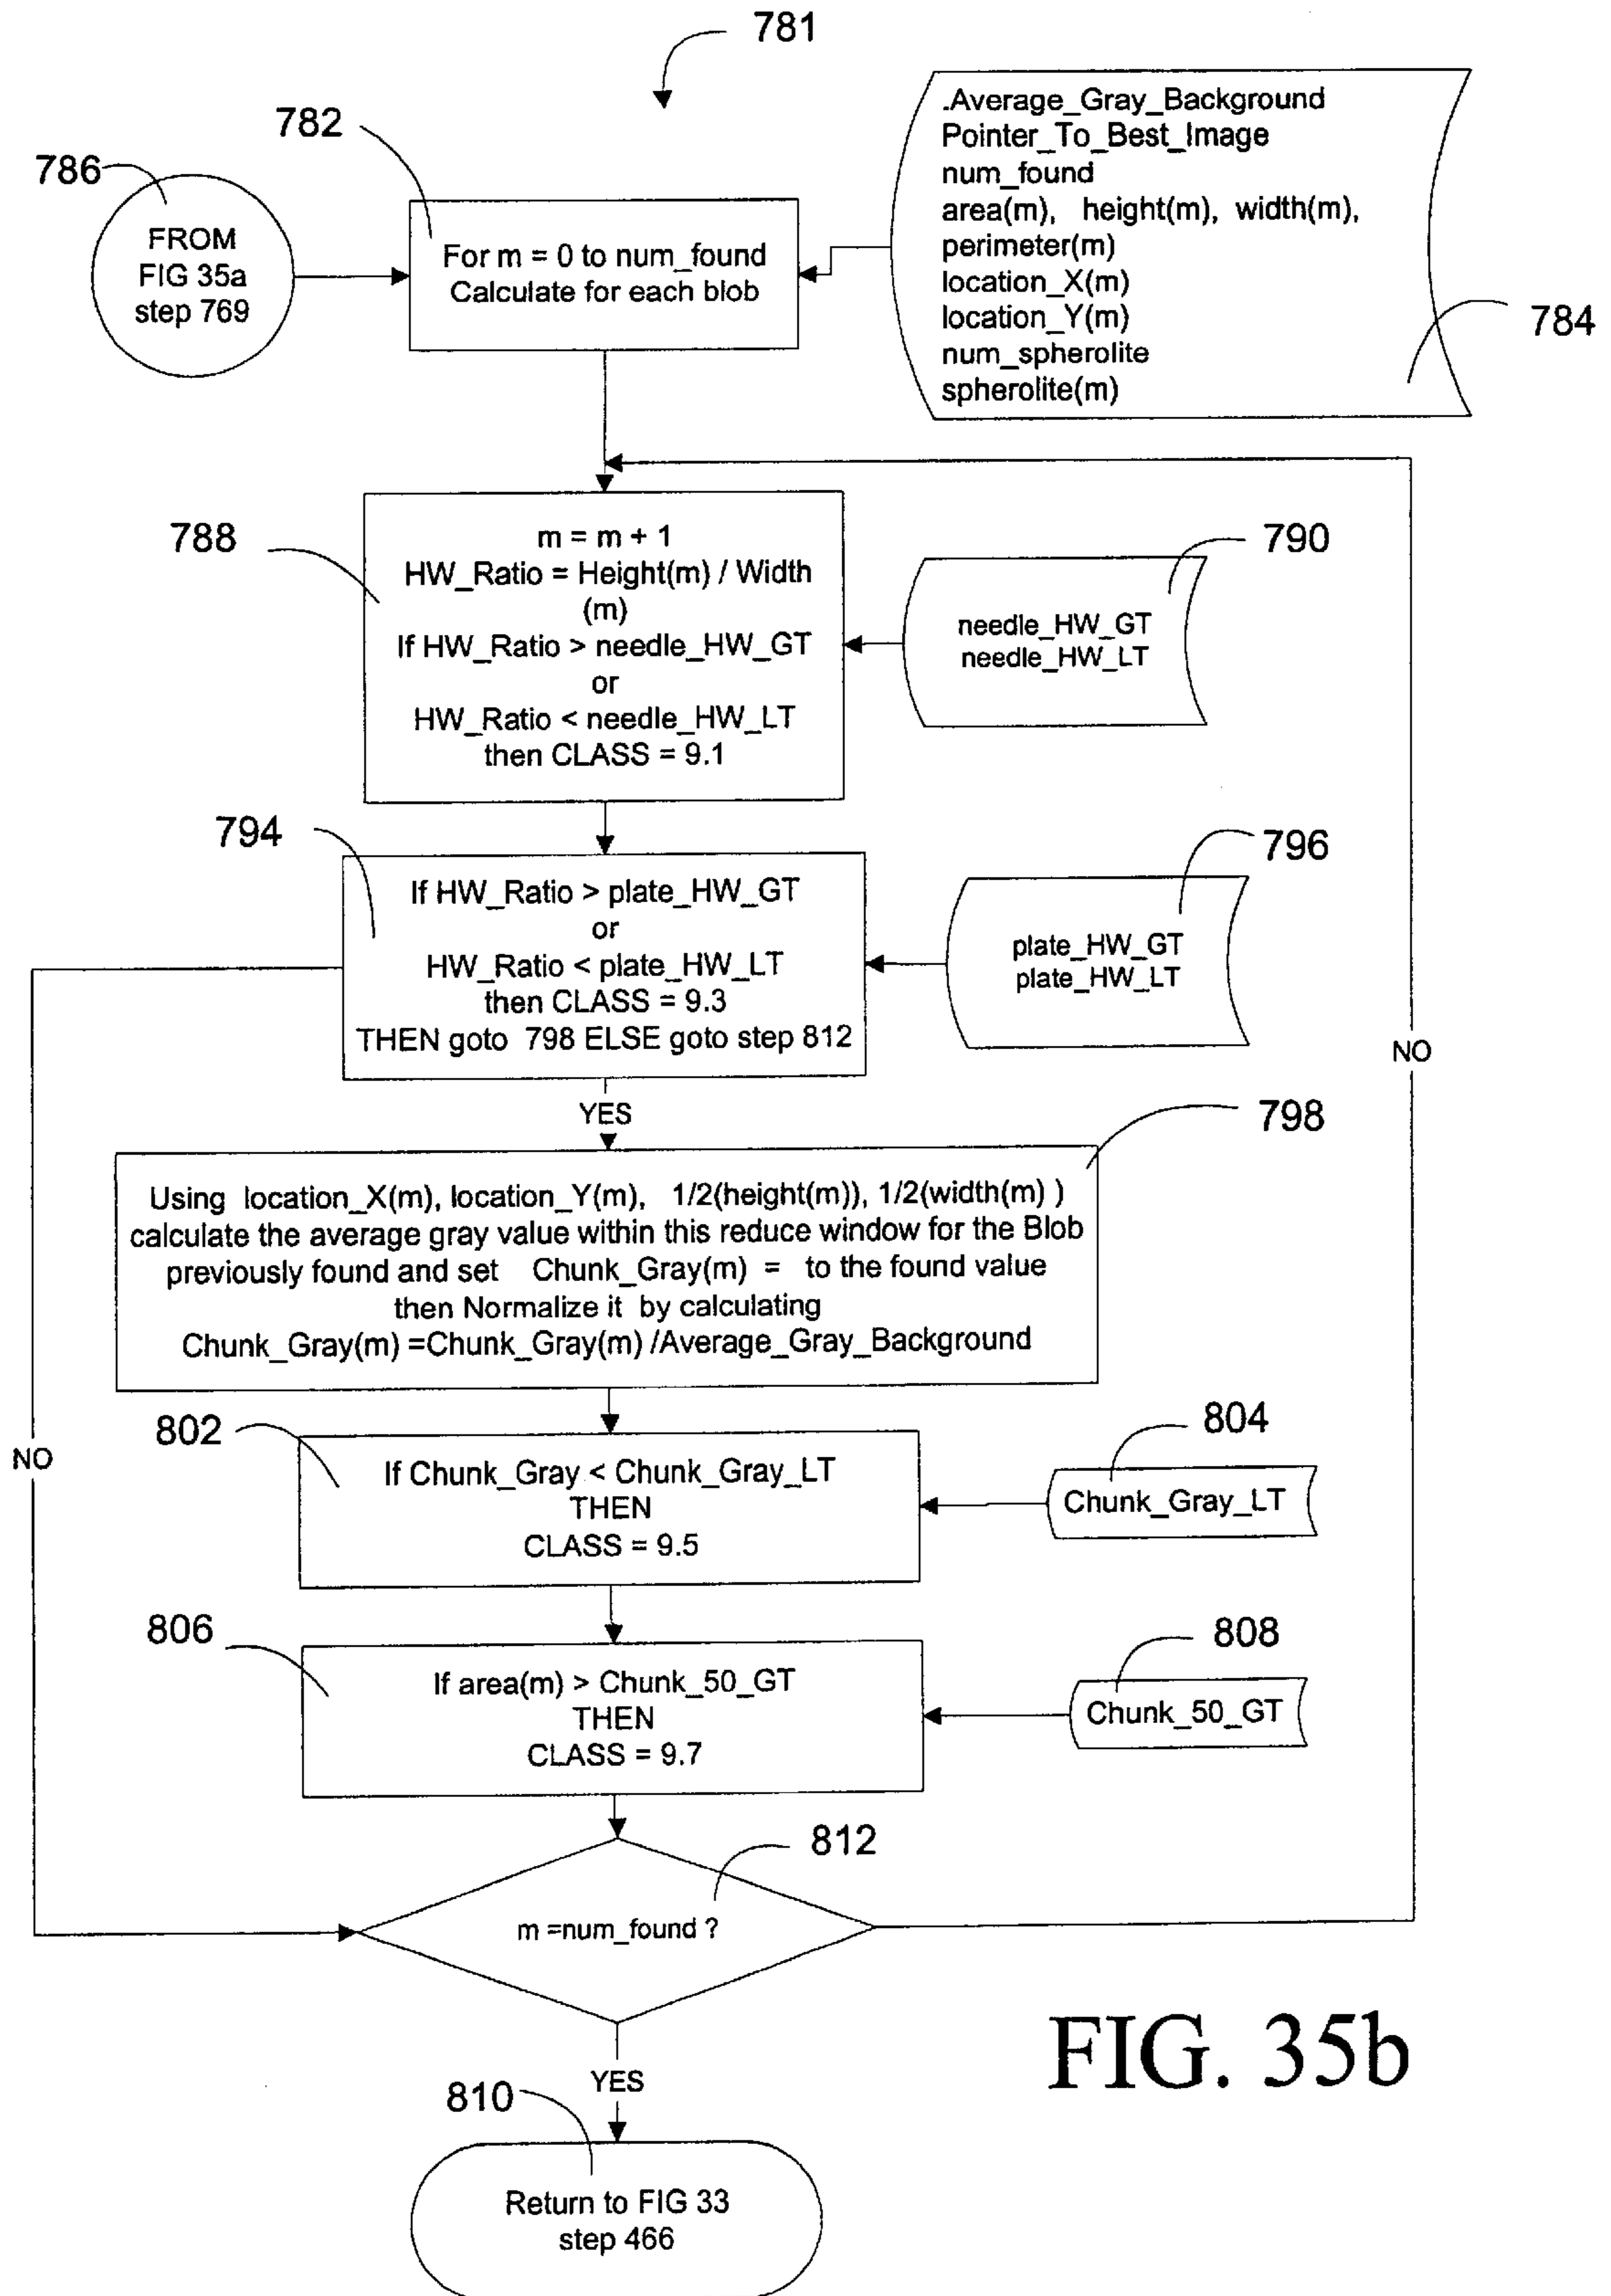 781
782
786
FROM
FIG 35a
step 769
For m = 0 to num_found
Calculate for each blob
.Average_Gray_Background
Pointer_To_Best_Image
num_found
area(m), height(m), width(m),
perimeter(m)
location_X(m)
location_Y(m)
num_spherolite
spherolite(m)
784
788
m = m + 1
HW_Ratio = Height(m) / Width
(m)
If HW_Ratio > needle_HW_GT
or
HW_Ratio < needle_HW_LT
then CLASS = 9.1
790
needle_HW_GT
needle_HW_LT
794
If HW_Ratio > plate_HW_GT
or
HW_Ratio < plate_HW_LT
then CLASS = 9.3
THEN goto 798 ELSE goto step 812
796
plate_HW_GT
plate_HW_LT
NO
YES
798
Using location_X(m), location_Y(m), 1/2(height(m)), 1/2(width(m) )
calculate the average gray value within this reduce window for the Blob
previously found and set Chunk_Gray(m) = to the found value
then Normalize it by calculating
Chunk_Gray(m) =Chunk_Gray(m) /Average_Gray_Background
802
If Chunk_Gray < Chunk_Gray_LT
THEN
CLASS = 9.5
804
Chunk_Gray_LT
NO
806
If area(m) > Chunk_50_GT
THEN
CLASS = 9.7
808
Chunk_50_GT
812
m =num_found ?
YES
810
Return to FIG 33
step 466
FIG. 35b